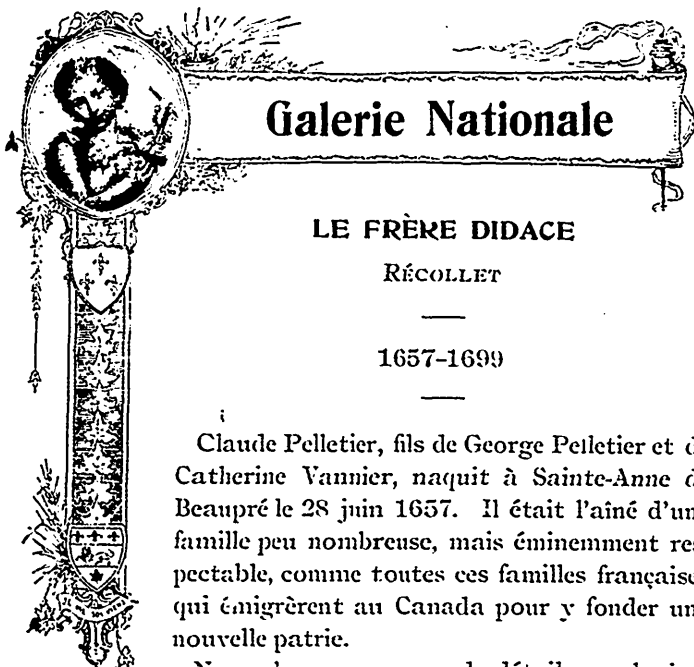 Galerie Nationale
LE FRÈRE DIDACE
RÉCOLLET
1657-1699
Claude Pelletier, fils de George Pelletier et d
Catherine Vannier, naquit à Sainte-Anne d
Beaupré le 28 juin 1657. Il était l'aîné d'un
famille peu nombreuse, mais éminemment res
pectable, comme toutes ces familles française
qui émigrèrent au Canada pour y fonder un
nouvelle patrie.